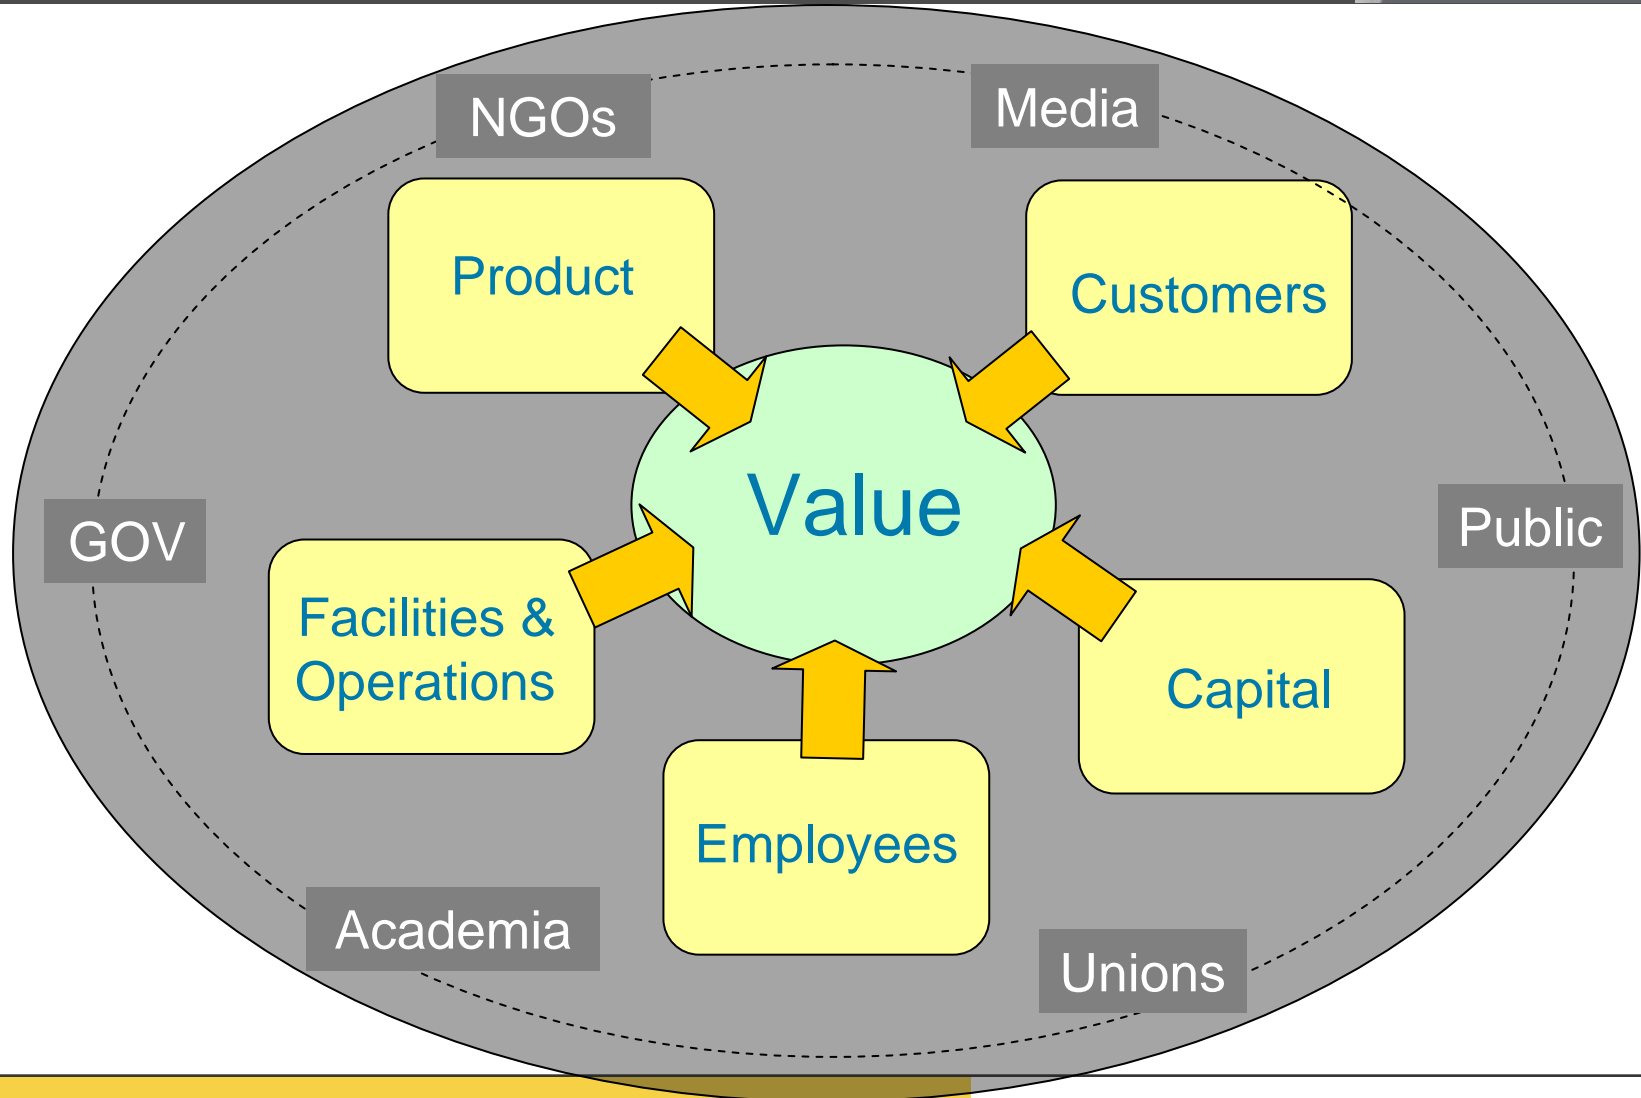 NGOs
Media
Product
Customers
Value
GOV
Public
Facilities &
Operations
Capital
Employees
Academia
Unions